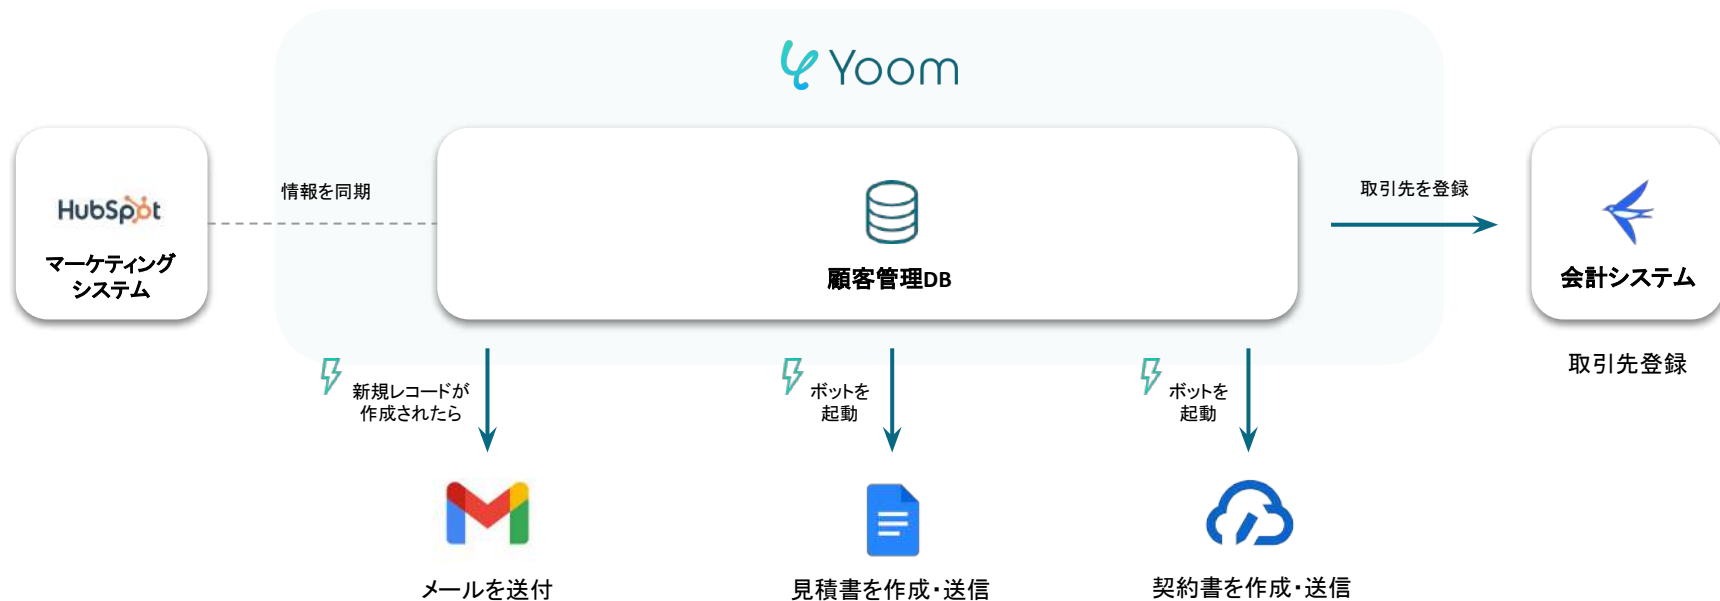 Yoom
HubSpot
マーケティング
システム
情報を同期
顧客管理DB
取引先を登録
会計システム
取引先登録
新規レコードが
作成されたら
ボットを
起動
ボットを
起動
メールを送付
見積書を作成・送信
契約書を作成・送信